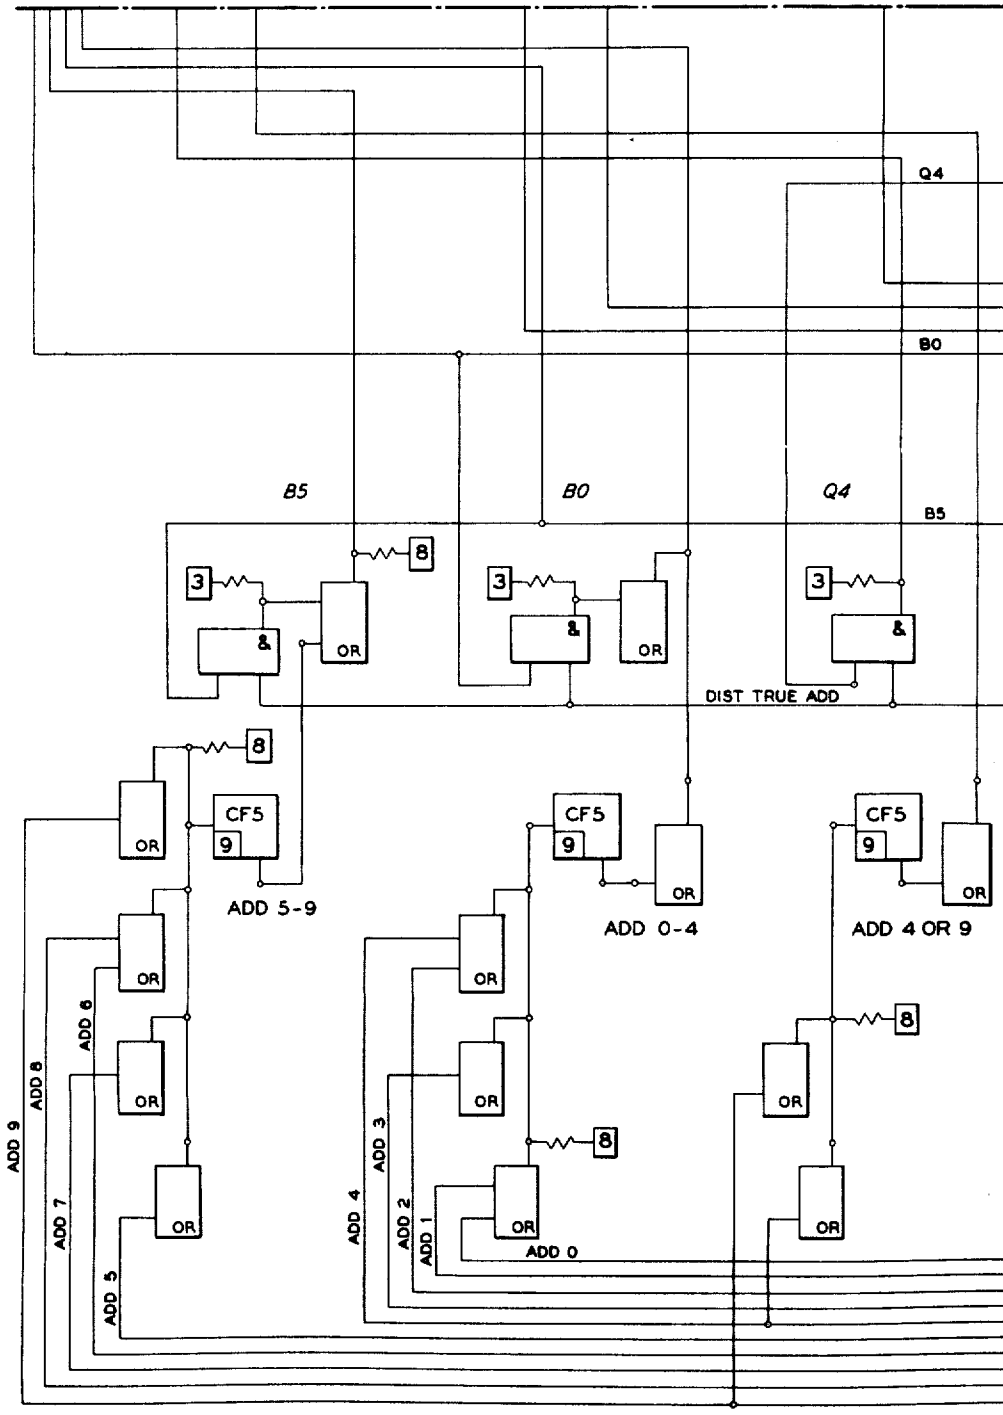 Q4
B0
B5
B0
Q4
B5
8
3
3
3
&
OR
&
OR
&
DIST TRUE ADD
8
OR
CF5
9
CF5
9
OR
CF5
9
OR
ADD 5-9
ADD 0-4
ADD 4 OR 9
OR
OR
ADD 6
8
ADD 8
OR
OR
OR
ADD 9
ADD 3
8
ADD 7
ADD 4
ADD 2
ADD 1
OR
OR
OR
ADD 0
ADD 5